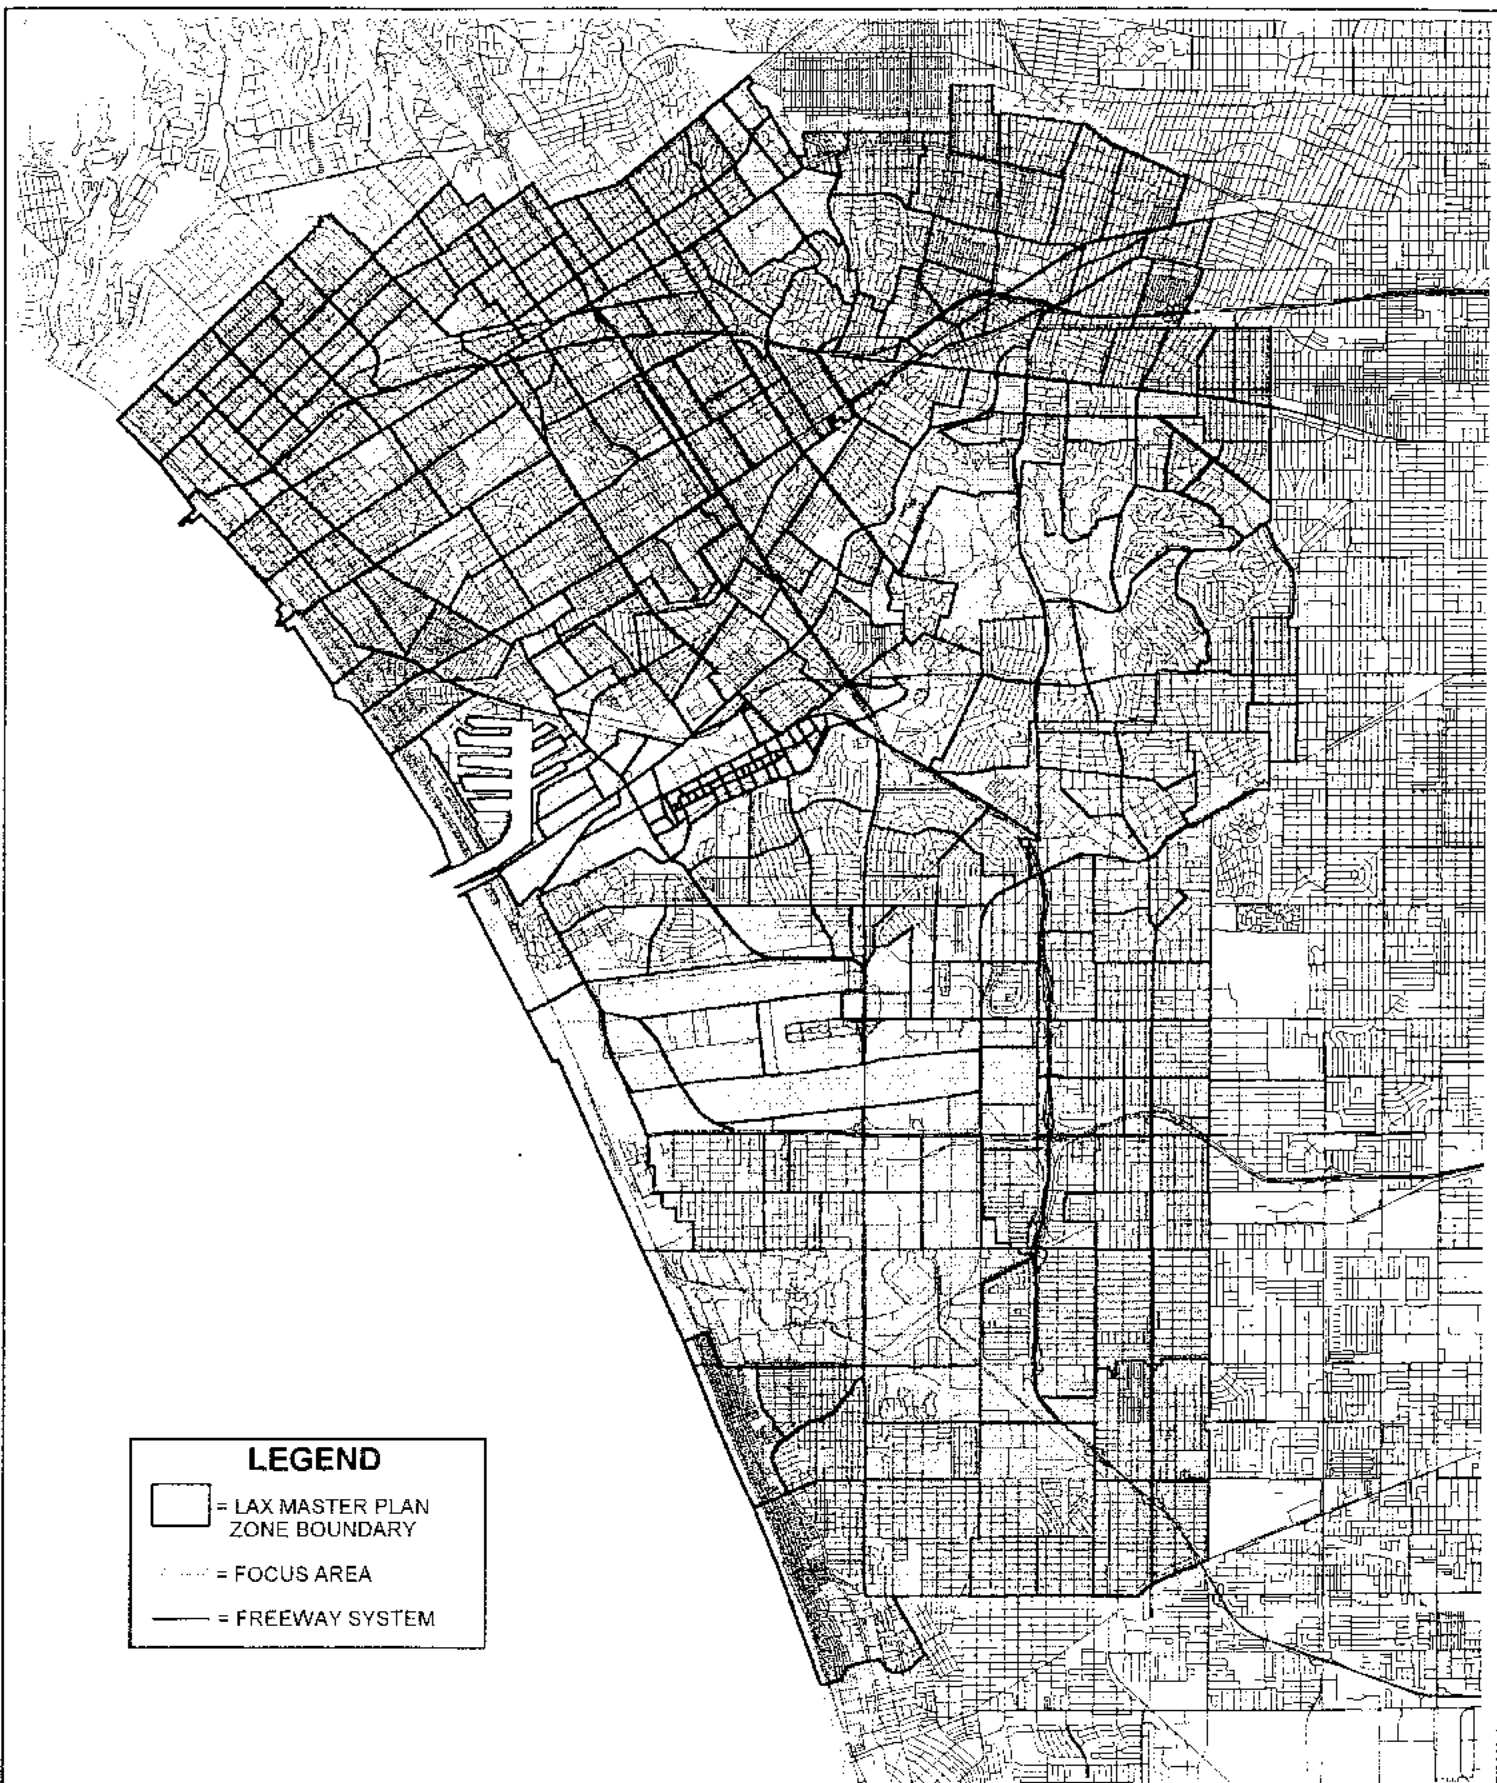 LEGEND
= LAX MASTER PLAN
ZONE BOUNDARY
= FOCUS AREA
= FREEWAY SYSTEM